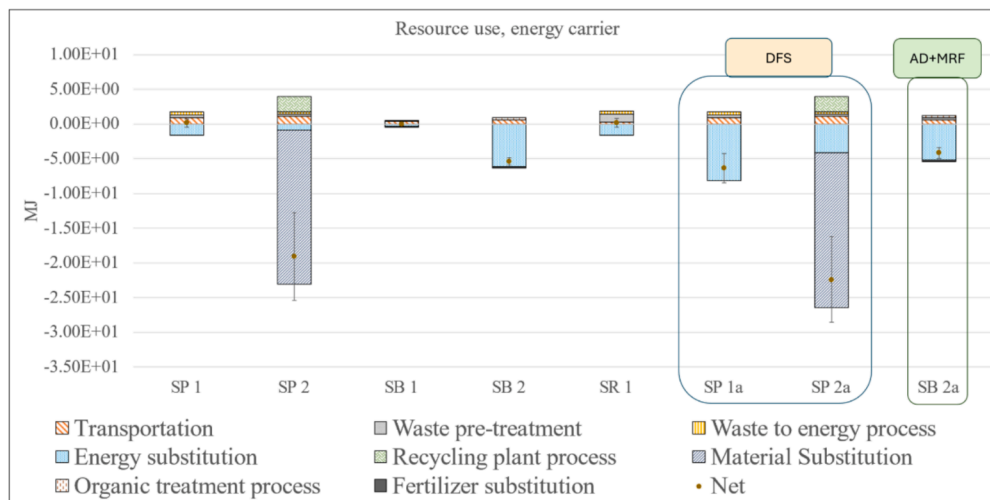 Resource use, energy carrier
DFS
AD+MRF
1.00E+01
5.00E+00
0.00E+00
-5.00E+00
-1.00E+01
-1.50E+01
-2.00E+01
-2.50E+01
-3.00E+01
-3.50E+01
MJ
SP 1 SP 2 SB 1 SB 2 SR 1 SP 1a SP 2a SB 2a
Transportation Waste pre-treatment Waste to energy process
Energy substitution Recycling plant process Material Substitution
Organic treatment process Fertilizer substitution Net